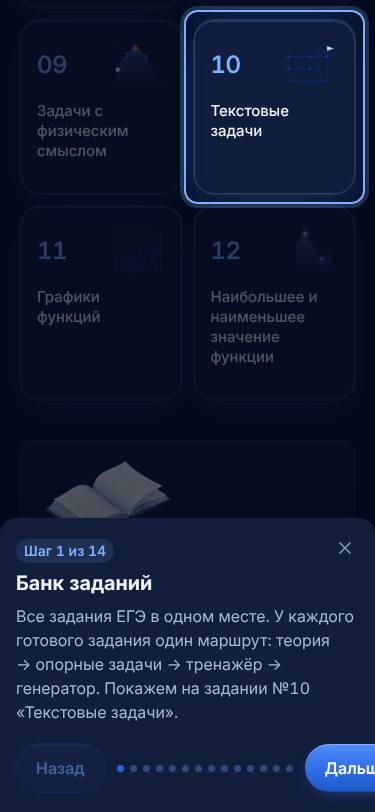 09
10
Задачи с
физическим
смыслом
Текстовые
задачи
11
12
Графики
функций
Наибольшее и
наименьшее
значение
функции
Шаг 1 из 14
Банк заданий
Все задания ЕГЭ в одном месте. У каждого
готового задания один маршрут: теория
→ опорные задачи → тренажёр →
генератор. Покажем на задании №10
«Текстовые задачи».
Назад
Дальш